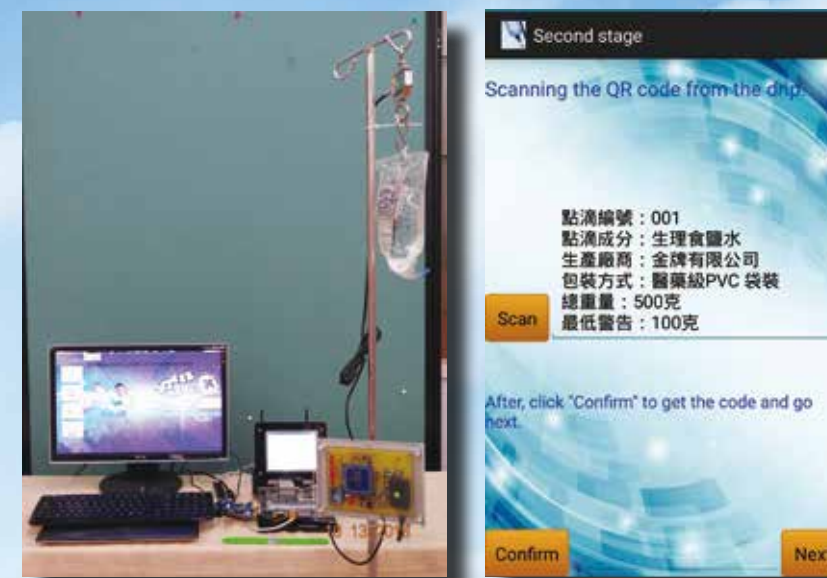 Second stage
Scanning the QR code from the drip.
點滴編號：001
點滴成分：生理食鹽水
生產廠商：金牌有限公司
包裝方式：醫藥級PVC 袋裝
總重量：500克
最低警告：100克
Scan
After, click "Confirm" to get the code and go
next.
Confirm
Next